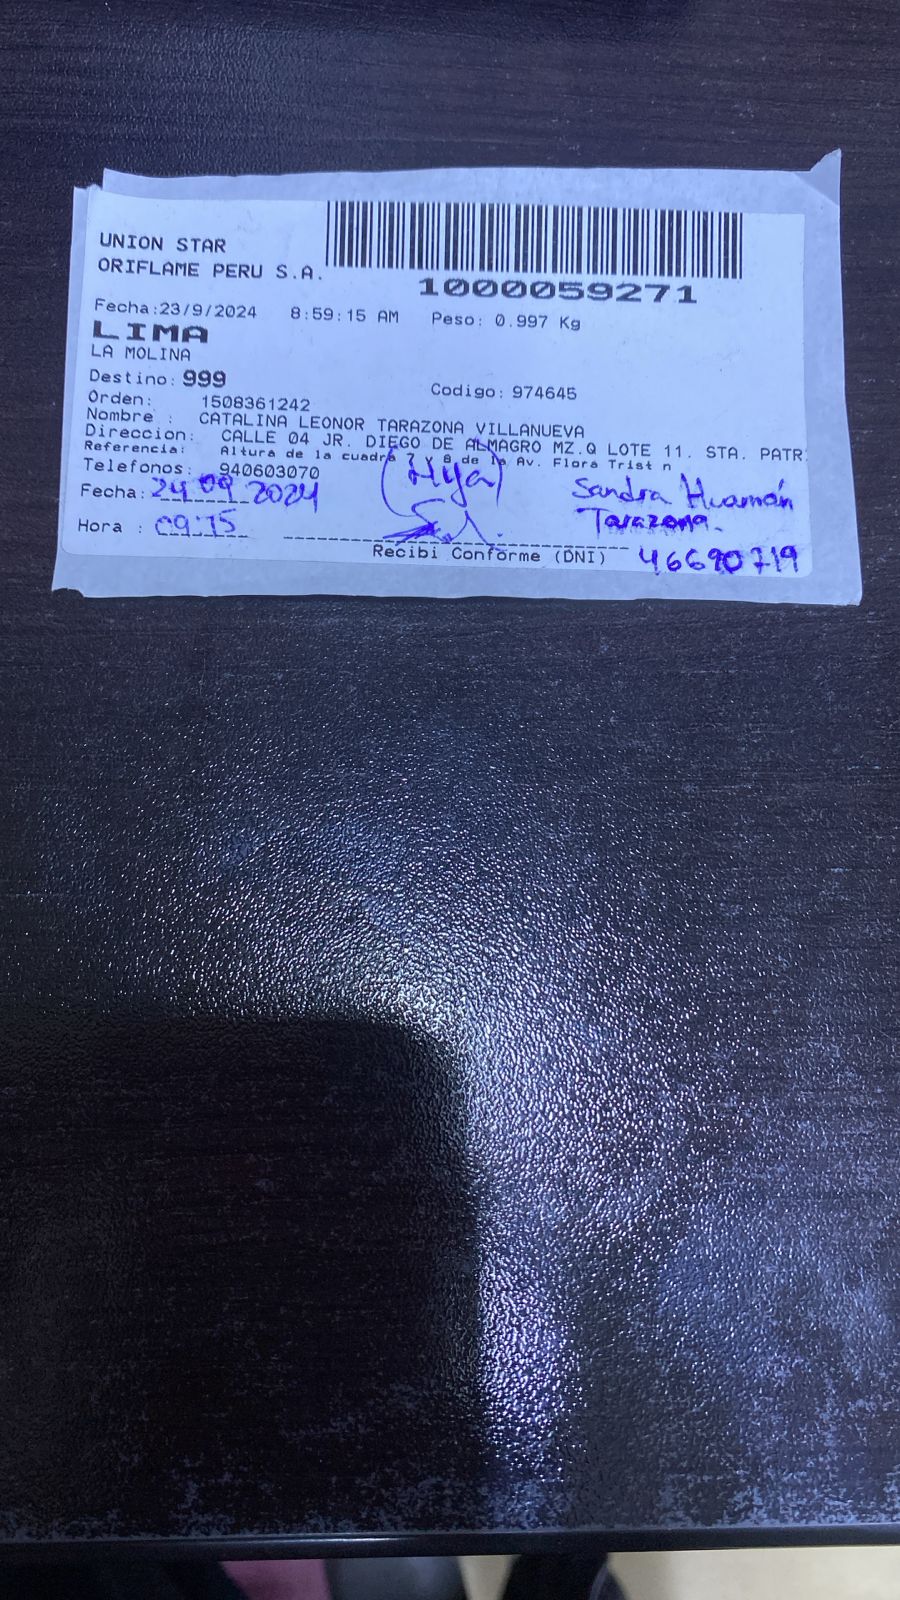 UNION STAR
ORIFLAME PERU S.A.
1000059271
Fecha:23/9/2024 8:59:15 AM Peso: 0.997 Kg
LIMA
LA MOLINA
Destino: 999 Codigo: 974645
Orden: 1508361242
Nombre : CATALINA LEONOR TARAZONA VILLANUEVA
Direccion: CALLE 04 JR. DIEGO DE ALMAGRO MZ.Q LOTE 11. STA. PATR
Referencia: Altura de la cuadra 7 y 8 de la Av. Flora Trist n
Telefonos: 940603070
(Hija)
Fecha: 24 09 2024 Sandra Huamán
Tarazona.
Hora : 09:15
Recibi Conforme (DNI) 46690719